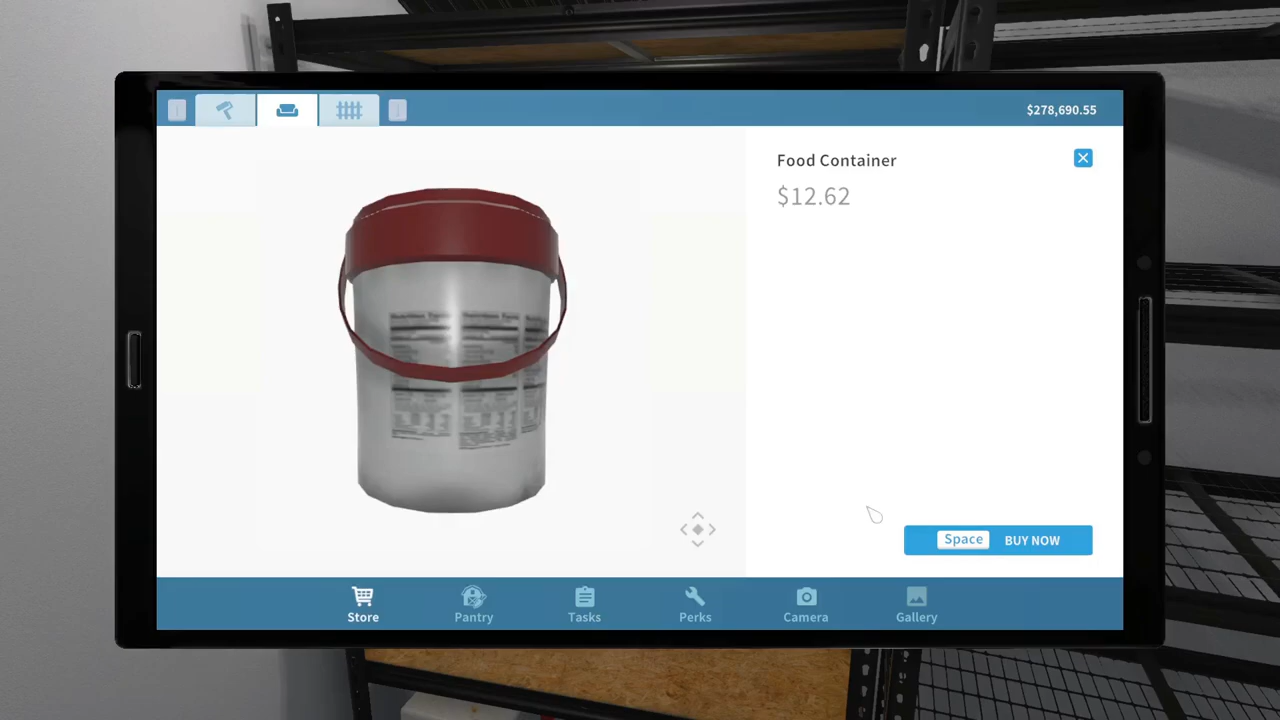 $278,690.55
Food Container
$12.62
Space BUY NOW
Store
Pantry
Tasks
Perks
Camera
Gallery